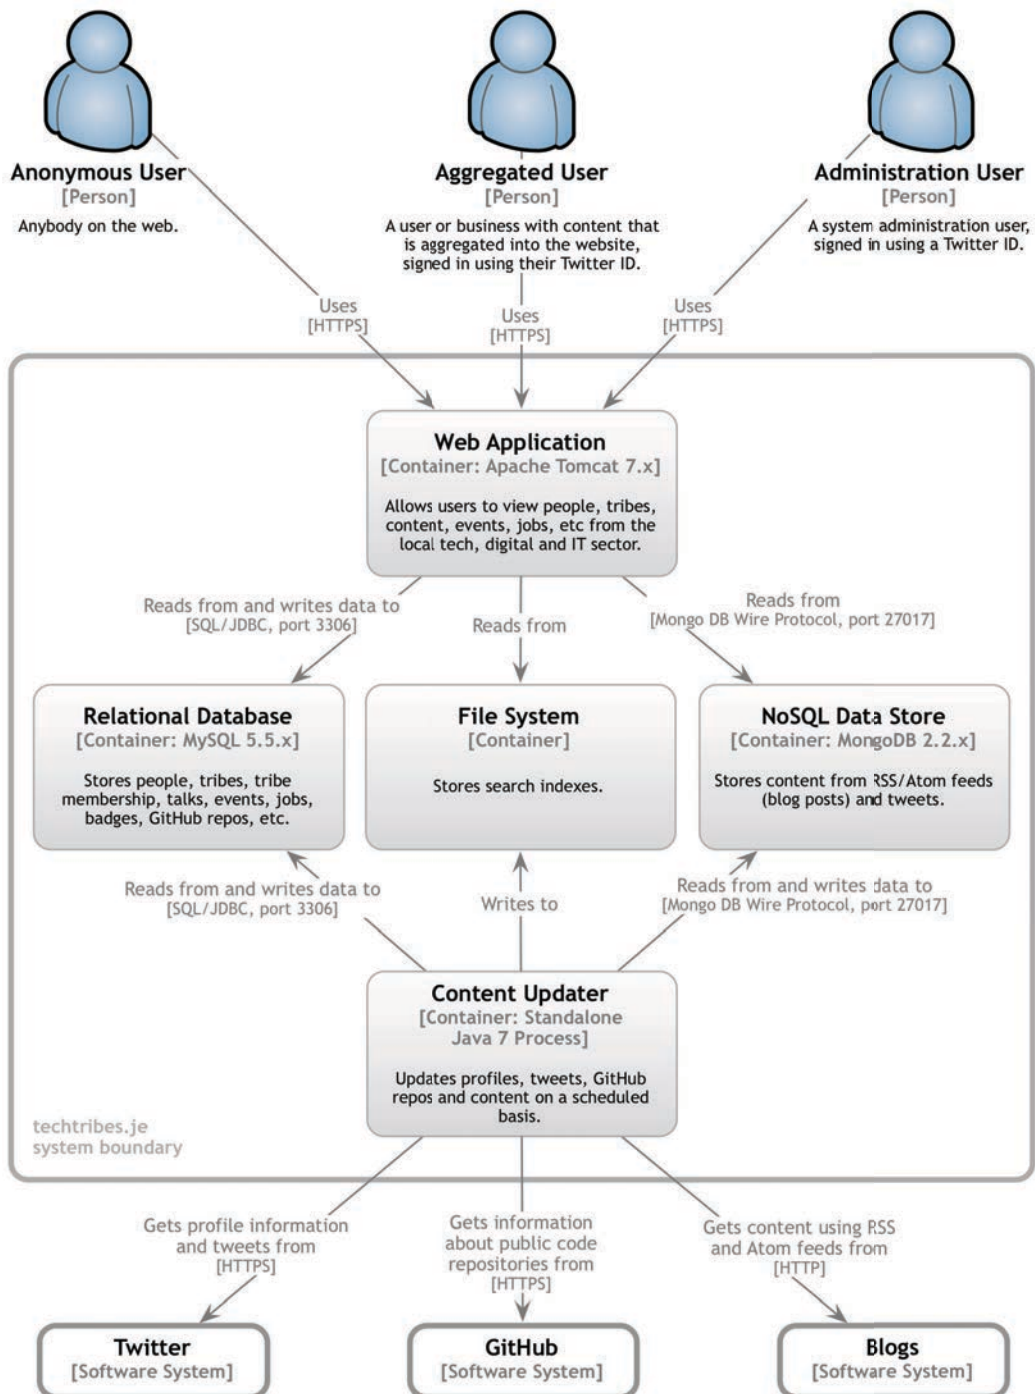 Anonymous User
[Person]
Anybody on the web.
Aggregated User
[Person]
A user or business with content that
is aggregated into the website,
signed in using their Twitter ID.
Administration User
[Person]
A system administration user,
signed in using a Twitter ID.
Uses
[HTTPS]
Uses
[HTTPS]
Uses
[HTTPS]
Web Application
[Container: Apache Tomcat 7.x]
Allows users to view people, tribes,
content, events, jobs, etc from the
local tech, digital and IT sector.
Reads from and writes data to
[SQL/JDBC, port 3306]
Reads from
Reads from
[Mongo DB Wire Protocol, port 27017]
Relational Database
[Container: MySQL 5.5.x]
Stores people, tribes, tribe
membership, talks, events, jobs,
badges, GitHub repos, etc.
File System
[Container]
Stores search indexes.
NoSQL Data Store
[Container: MongoDB 2.2.x]
Stores content from RSS/Atom feeds
(blog posts) and tweets.
Reads from and writes data to
[SQL/JDBC, port 3306]
Writes to
Reads from and writes data to
[Mongo DB Wire Protocol, port 27017]
Content Updater
[Container: Standalone
Java 7 Process]
Updates profiles, tweets, GitHub
repos and content on a scheduled
basis.
techtribes.je
system boundary
Gets profile information
and tweets from
[HTTPS]
Gets information
about public code
repositories from
[HTTPS]
Gets content using RSS
and Atom feeds from
[HTTP]
Twitter
[Software System]
GitHub
[Software System]
Blogs
[Software System]